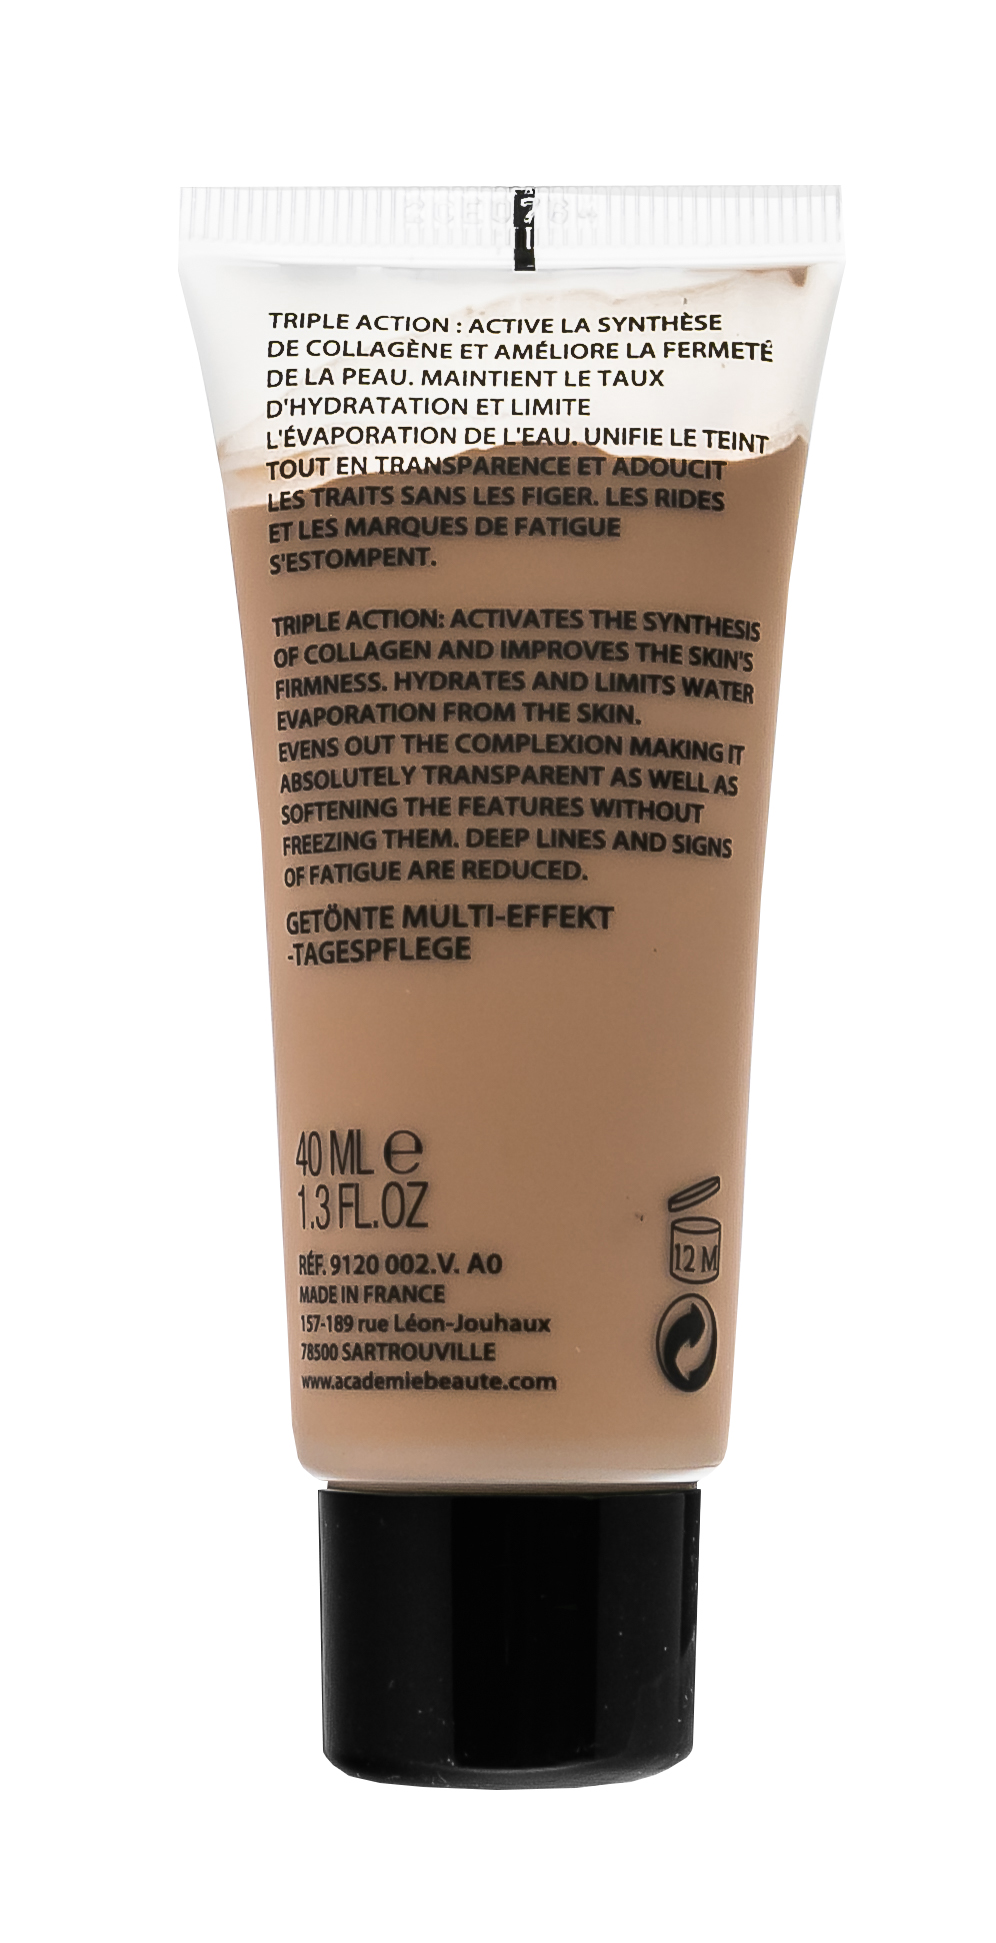 TRIPLE ACTION : ACTIVE LA SYNTHÈSE
DE COLLAGÈNE ET AMÉLIORE LA FERMETÉ
DE LA PEAU. MAINTIENT LE TAUX
D'HYDRATATION ET LIMITE
L'ÉVAPORATION DE L'EAU. UNIFIE LE TEINT
TOUT EN TRANSPARENCE ET ADOUCIT
LES TRAITS SANS LES FIGER. LES RIDES
ET LES MARQUES DE FATIGUE
S'ESTOMPENT.
TRIPLE ACTION: ACTIVATES THE SYNTHESIS
OF COLLAGEN AND IMPROVES THE SKIN'S
FIRMNESS. HYDRATES AND LIMITS WATER
EVAPORATION FROM THE SKIN.
EVENS OUT THE COMPLEXION MAKING IT
ABSOLUTELY TRANSPARENT AS WELL AS
SOFTENING THE FEATURES WITHOUT
FREEZING THEM. DEEP LINES AND SIGNS
OF FATIGUE ARE REDUCED.
GETÖNTE MULTI-EFFEKT
-TAGESPFLEGE
40 ML e
1.3 FL.OZ
12 M
RÉF. 9120 002.V. A0
MADE IN FRANCE
157-189 rue Léon-Jouhaux
78500 SARTROUVILLE
www.academiebeaute.com